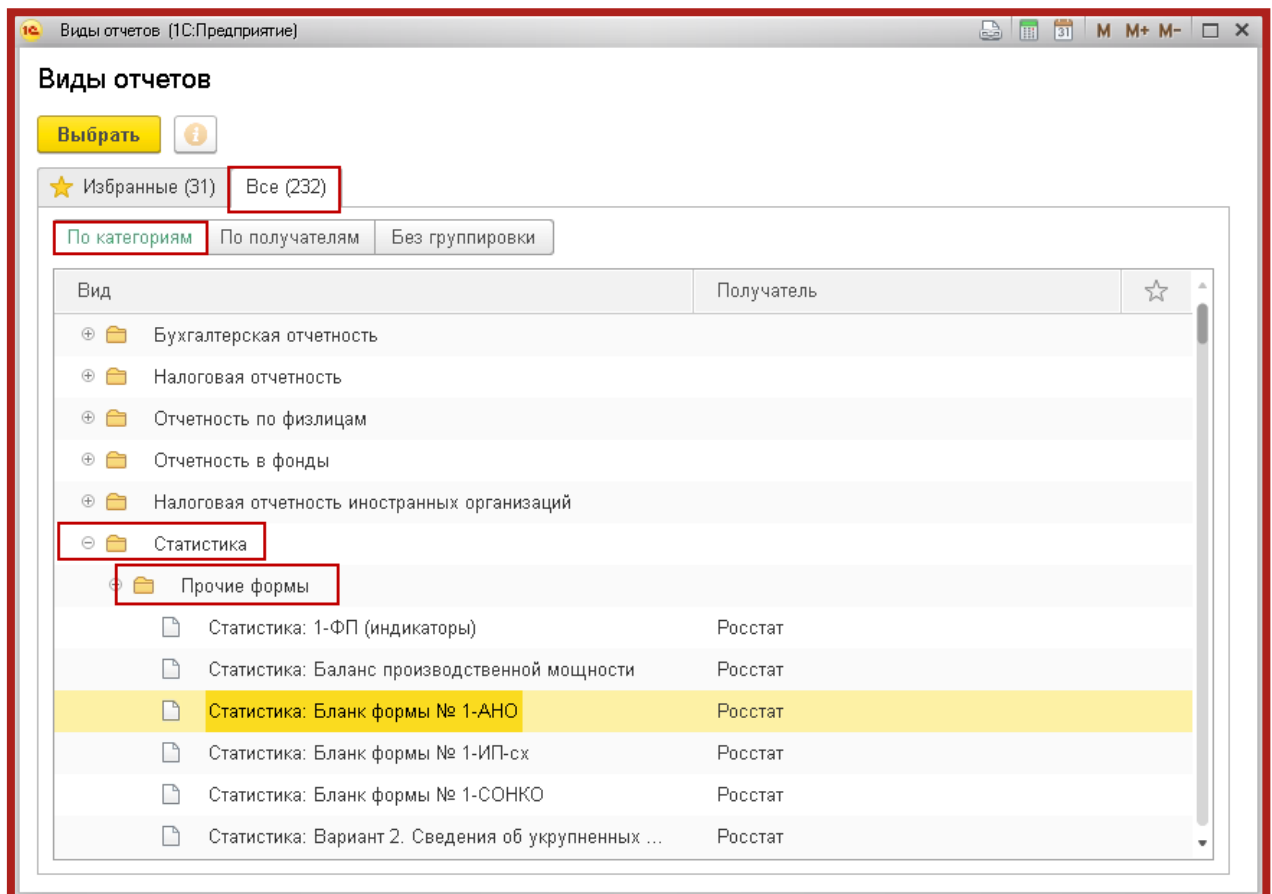 1С Виды отчетов (1С:Предприятие) 31 M M+ M-
Виды отчетов
Выбрать i
Избранные (31) Все (232)
По категориям По получателям Без группировки
Вид Получатель
Бухгалтерская отчетность
Налоговая отчетность
Отчетность по физлицам
Отчетность в фонды
Налоговая отчетность иностранных организаций
Статистика
Прочие формы
Статистика: 1-ФП (индикаторы) Росстат
Статистика: Баланс производственной мощности Росстат
Статистика: Бланк формы № 1-АНО Росстат
Статистика: Бланк формы № 1-ИП-сх Росстат
Статистика: Бланк формы № 1-СОНКО Росстат
Статистика: Вариант 2. Сведения об укрупненных ... Росстат